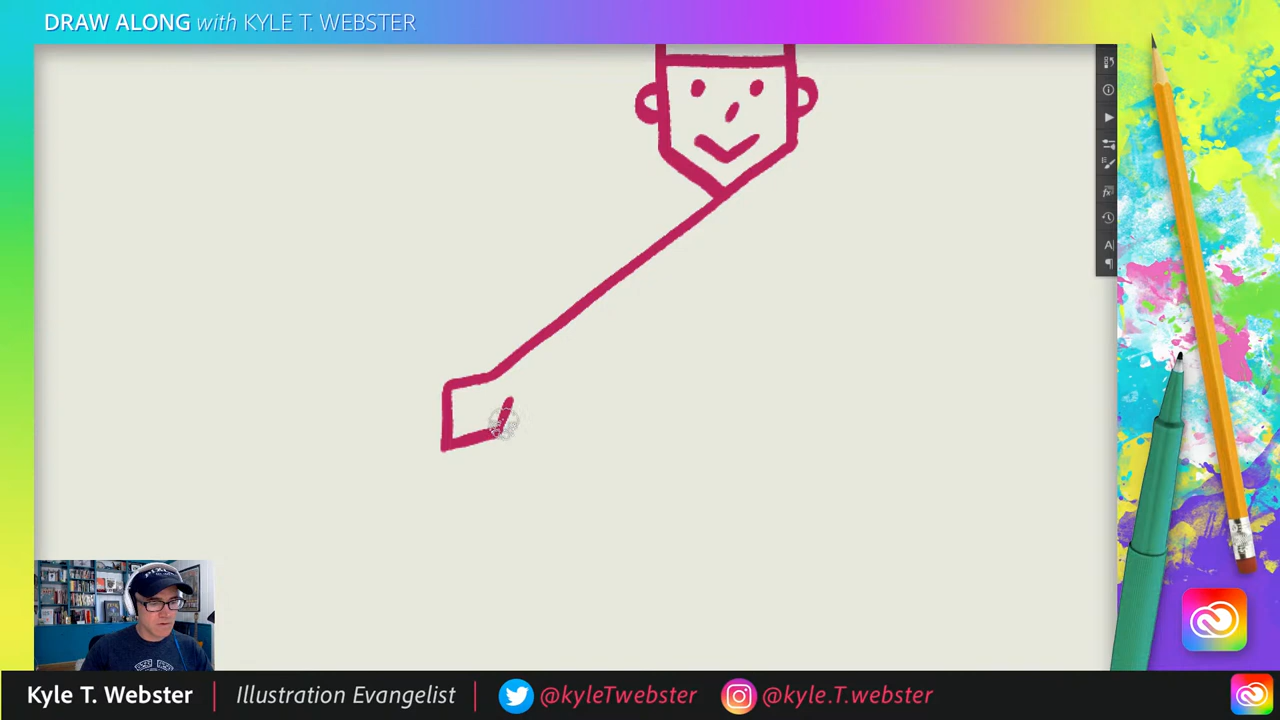 DRAW ALONG with KYLE T. WEBSTER
Kyle T. Webster | Illustration Evangelist | @kyleTwebster @kyle.T.webster